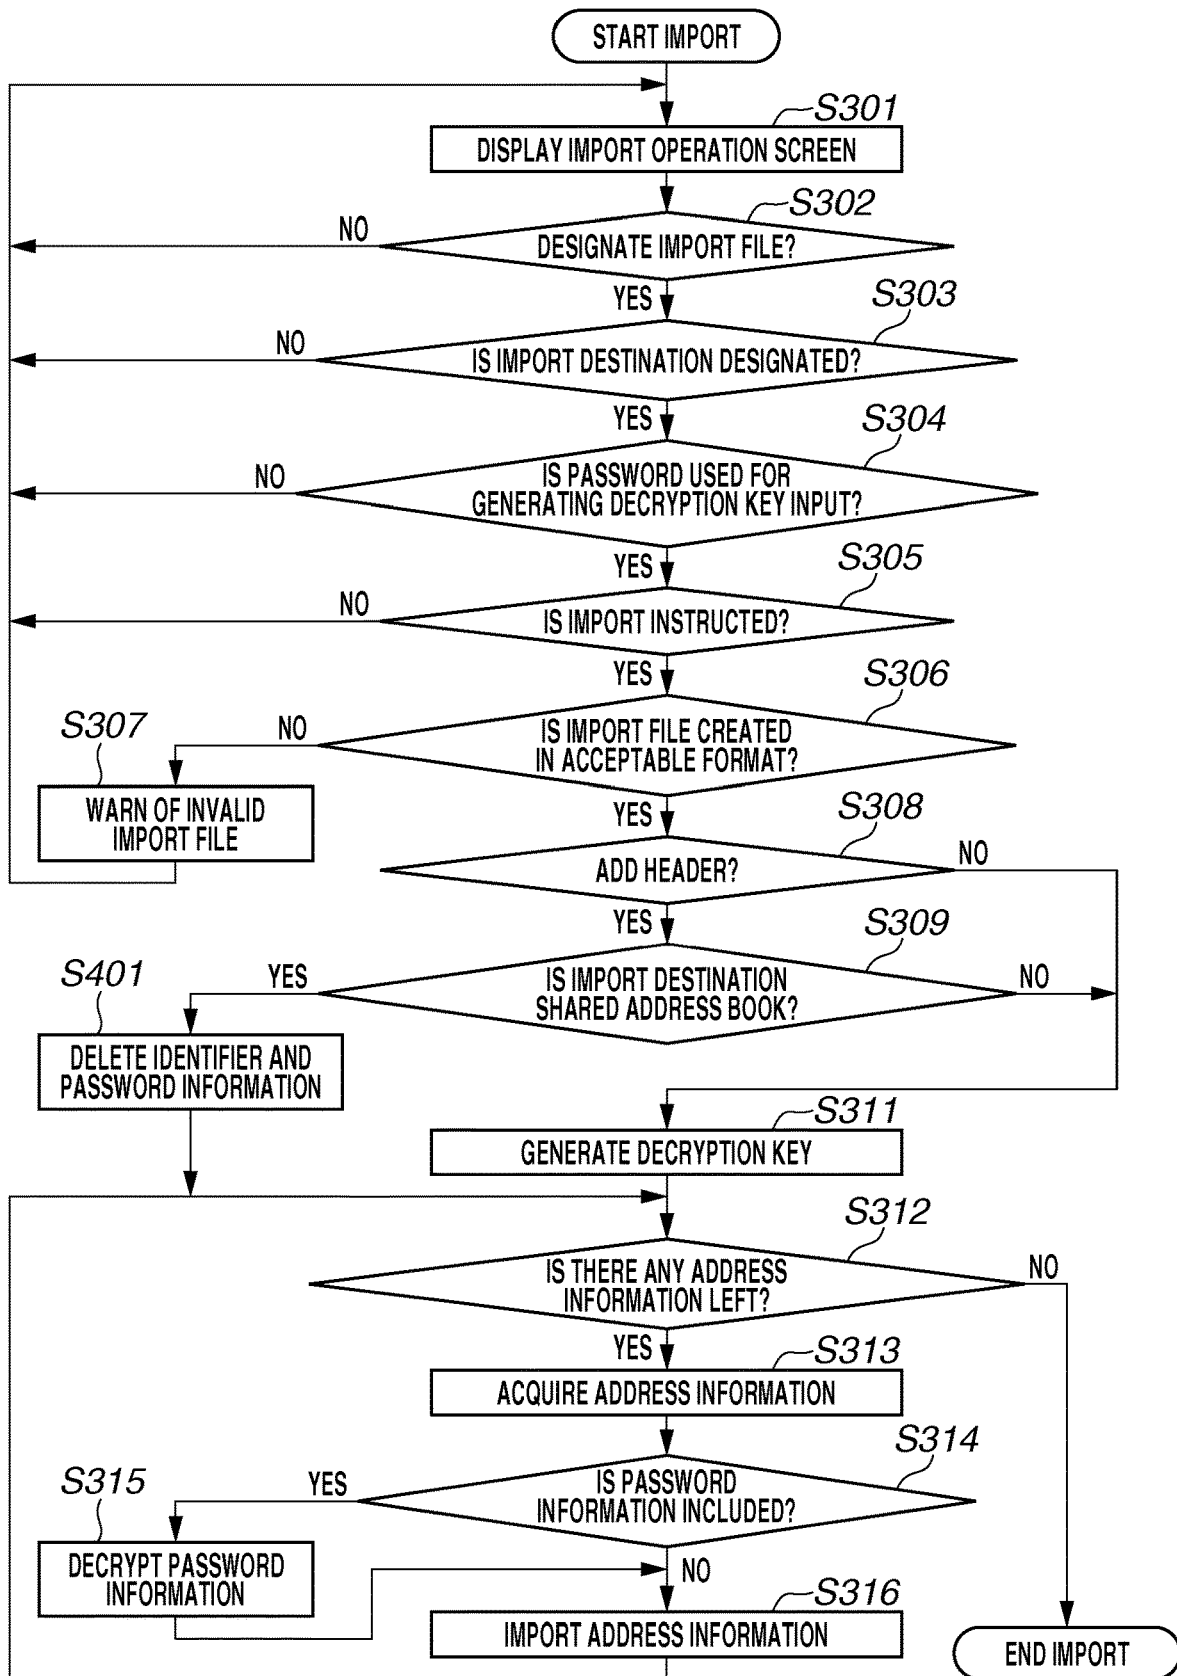 START IMPORT
S301
DISPLAY IMPORT OPERATION SCREEN
S302
NO
DESIGNATE IMPORT FILE?
YES
S303
NO
IS IMPORT DESTINATION DESIGNATED?
YES
S304
NO
IS PASSWORD USED FOR
GENERATING DECRYPTION KEY INPUT?
YES
S305
NO
IS IMPORT INSTRUCTED?
YES
S306
S307
NO
IS IMPORT FILE CREATED
IN ACCEPTABLE FORMAT?
WARN OF INVALID
IMPORT FILE
YES
S308
NO
ADD HEADER?
YES
S309
S401
YES
IS IMPORT DESTINATION
SHARED ADDRESS BOOK?
NO
DELETE IDENTIFIER AND
PASSWORD INFORMATION
S311
GENERATE DECRYPTION KEY
S312
IS THERE ANY ADDRESS
INFORMATION LEFT?
NO
YES
S313
ACQUIRE ADDRESS INFORMATION
S314
S315
YES
IS PASSWORD
INFORMATION INCLUDED?
DECRYPT PASSWORD
INFORMATION
NO
S316
IMPORT ADDRESS INFORMATION
END IMPORT